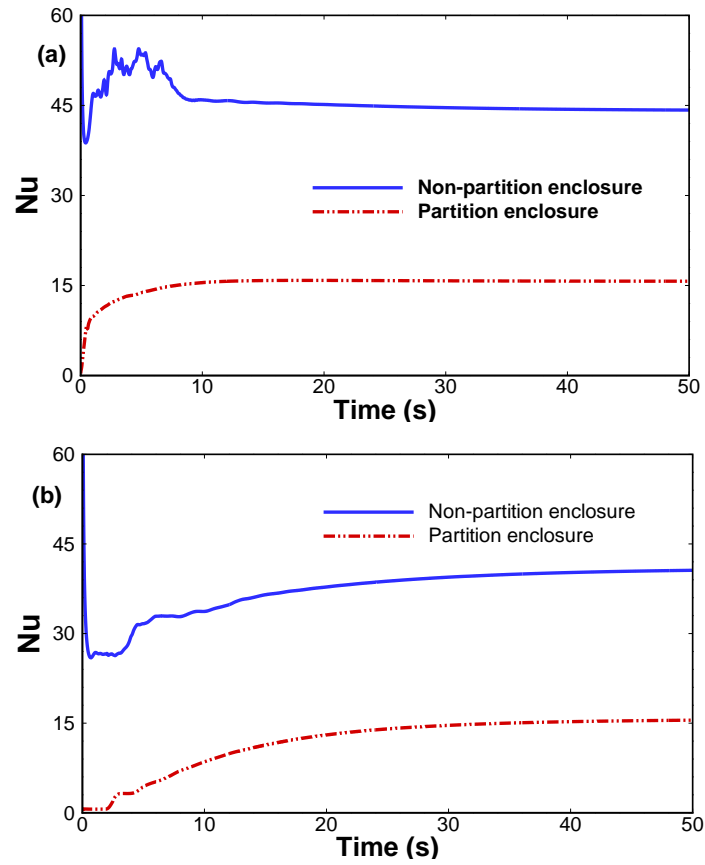 60
(a)
45
Nu
30
Non-partition enclosure
Partition enclosure
15
0
0 10 20 30 40 50
Time (s)
60
(b)
Non-partition enclosure
Partition enclosure
45
Nu
30
15
0
0 10 20 30 40 50
Time (s)